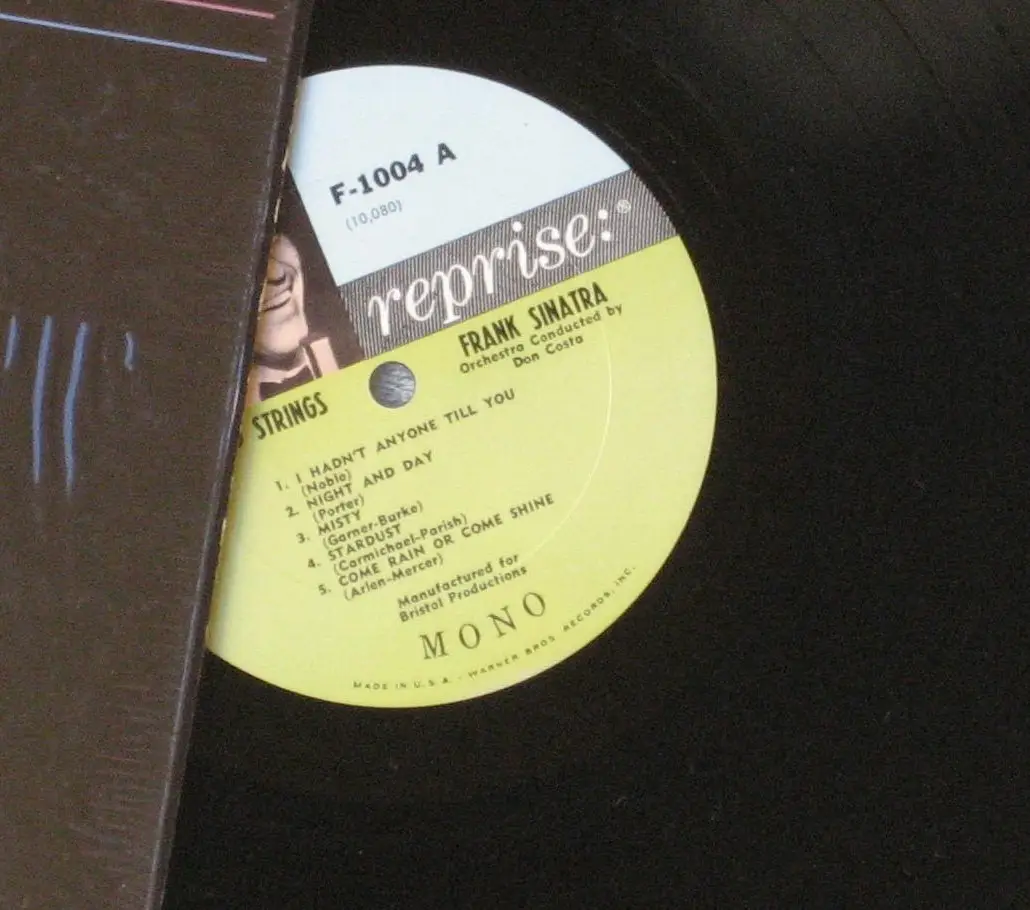 F-1004 A
(10,080)
reprise:®
FRANK SINATRA
Orchestra Conducted by
Don Costa
STRINGS
1. I HADN'T ANYONE TILL YOU
(Noble)
2. NIGHT AND DAY
(Porter)
3. MISTY
(Garner-Burke)
4. STARDUST
(Carmichael-Parish)
5. COME RAIN OR COME SHINE
(Arlen-Mercer)
Manufactured for
Bristol Productions
MONO
MADE IN U.S.A. - WARNER BROS. RECORDS, INC.